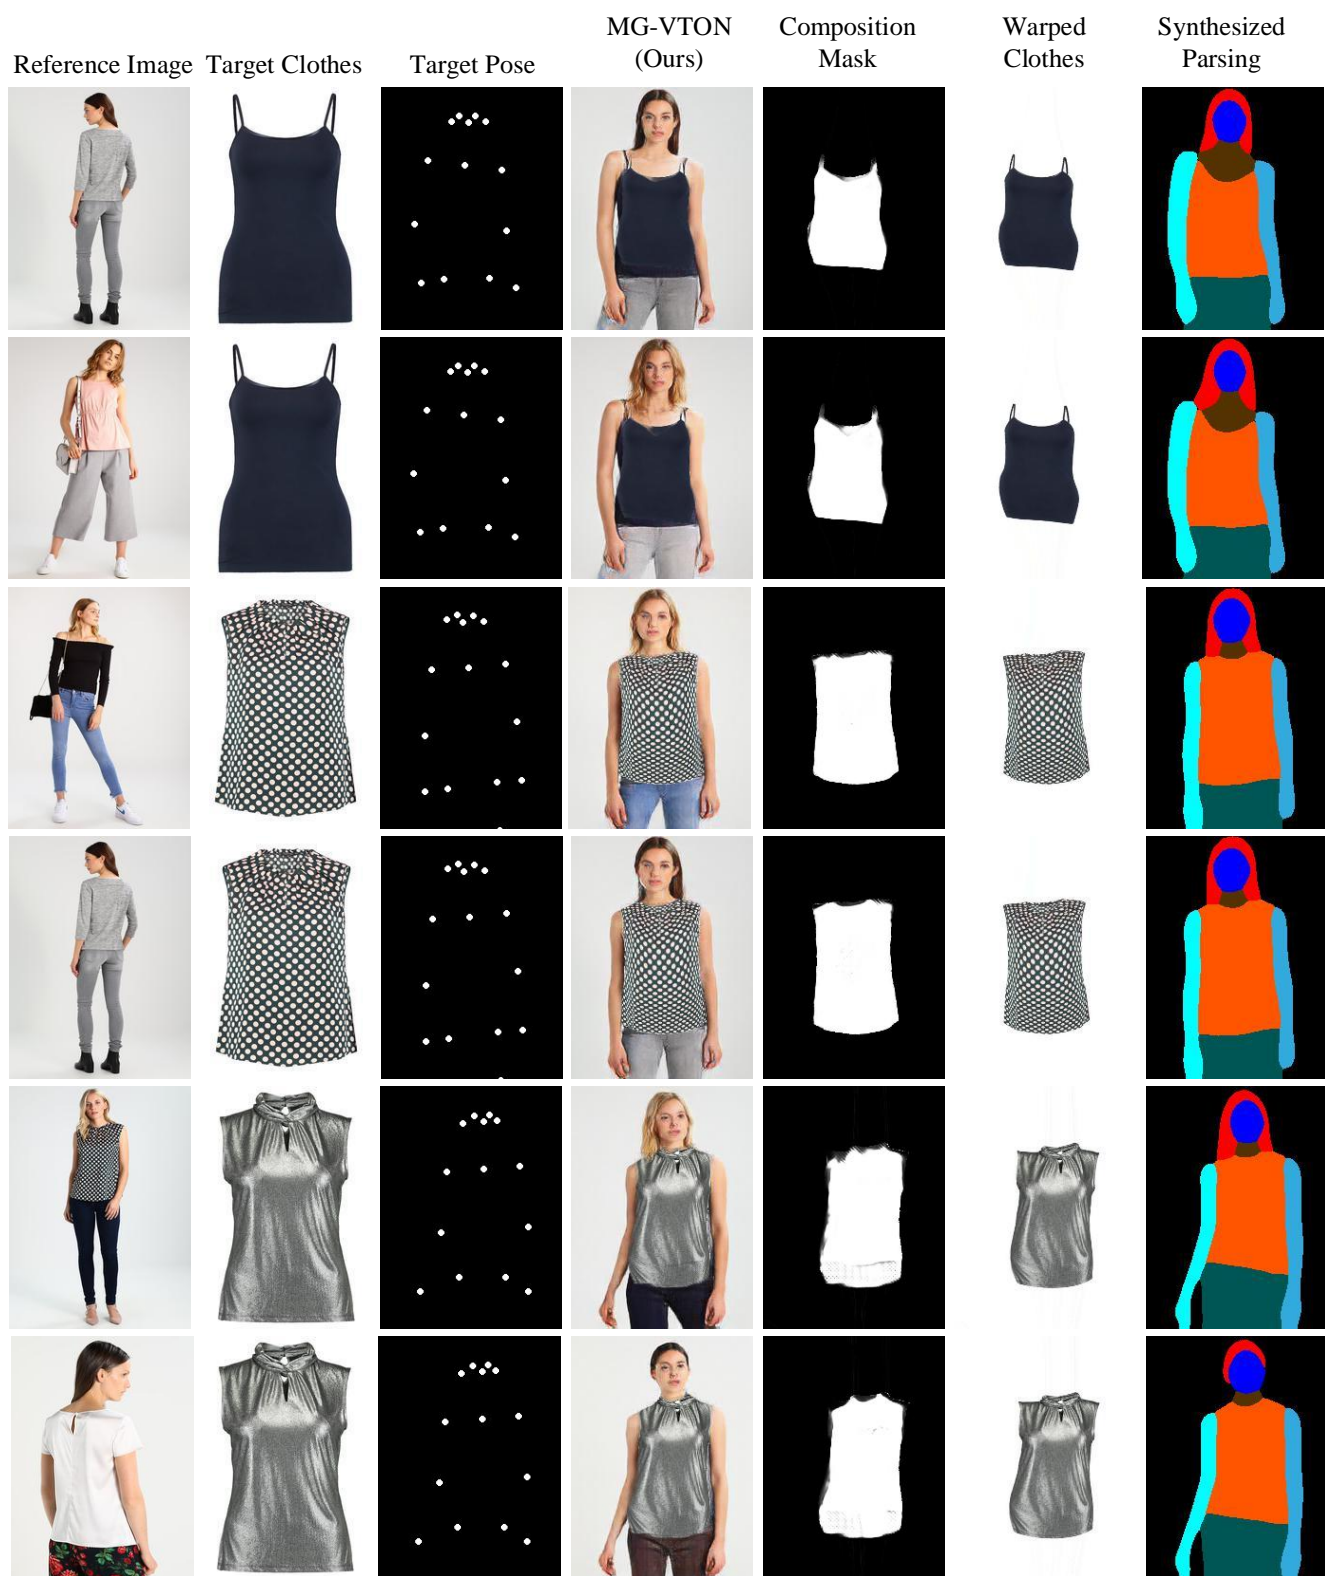 Reference Image
Target Clothes
Target Pose
MG-VTON
(Ours)
Composition
Mask
Warped
Clothes
Synthesized
Parsing